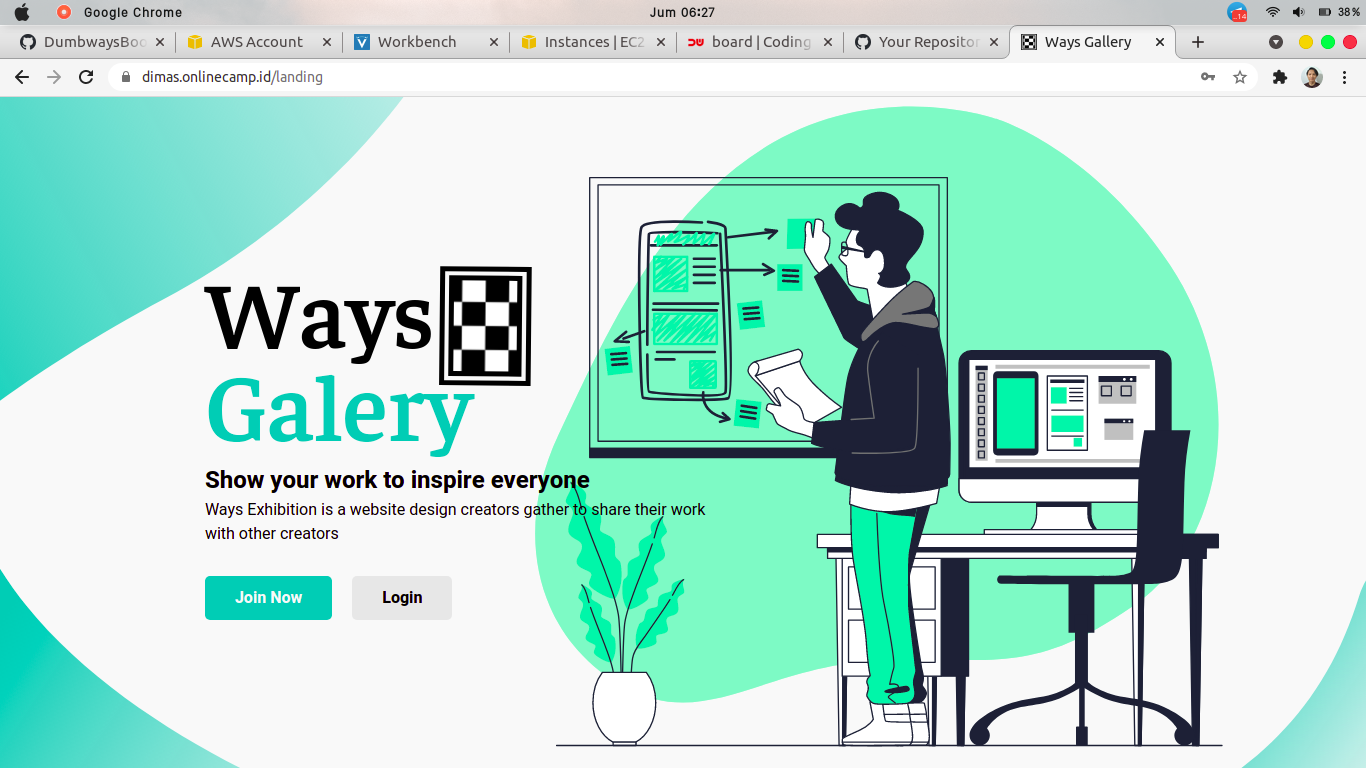 Google Chrome
Jum 06:27
14
38%
DumbwaysBoo
AWS Account
Workbench
Instances | EC2
board | Coding
Your Repositor
Ways Gallery
dimas.onlinecamp.id/landing
Ways
Galery
Show your work to inspire everyone
Ways Exhibition is a website design creators gather to share their work
with other creators
Join Now
Login